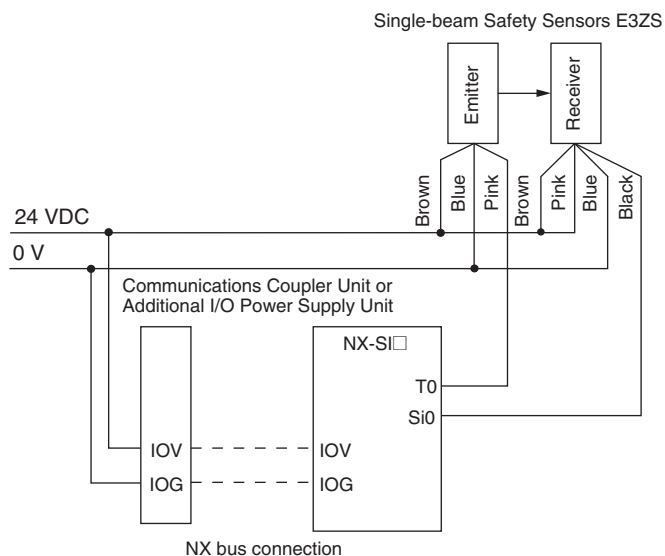 Single-beam Safety Sensors E3ZS
Emitter
Receiver
Brown
Blue
Pink
Brown
Pink
Blue
Black
24 VDC
0 V
Communications Coupler Unit or
Additional I/O Power Supply Unit
NX-SI□
T0
Si0
IOV
IOV
IOG
IOG
NX bus connection